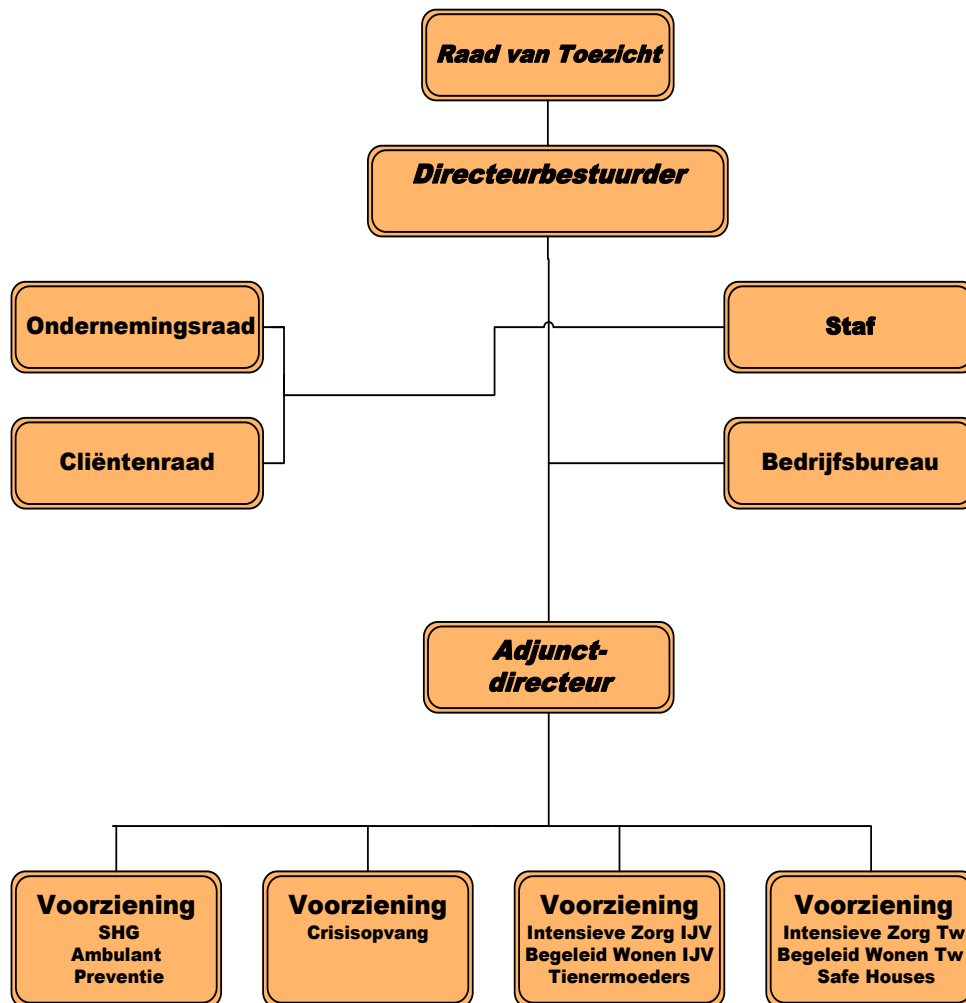 Raad van Toezicht
Directeurbestuurder
Ondernemingsraad
Staf
Cliëntenraad
Bedrijfsbureau
Adjunct-
directeur
Voorziening
SHG
Ambulant
Preventie
Voorziening
Crisisopvang
Voorziening
Intensieve Zorg IJV
Begeleid Wonen IJV
Tienermoeders
Voorziening
Intensieve Zorg Tw
Begeleid Wonen Tw
Safe Houses